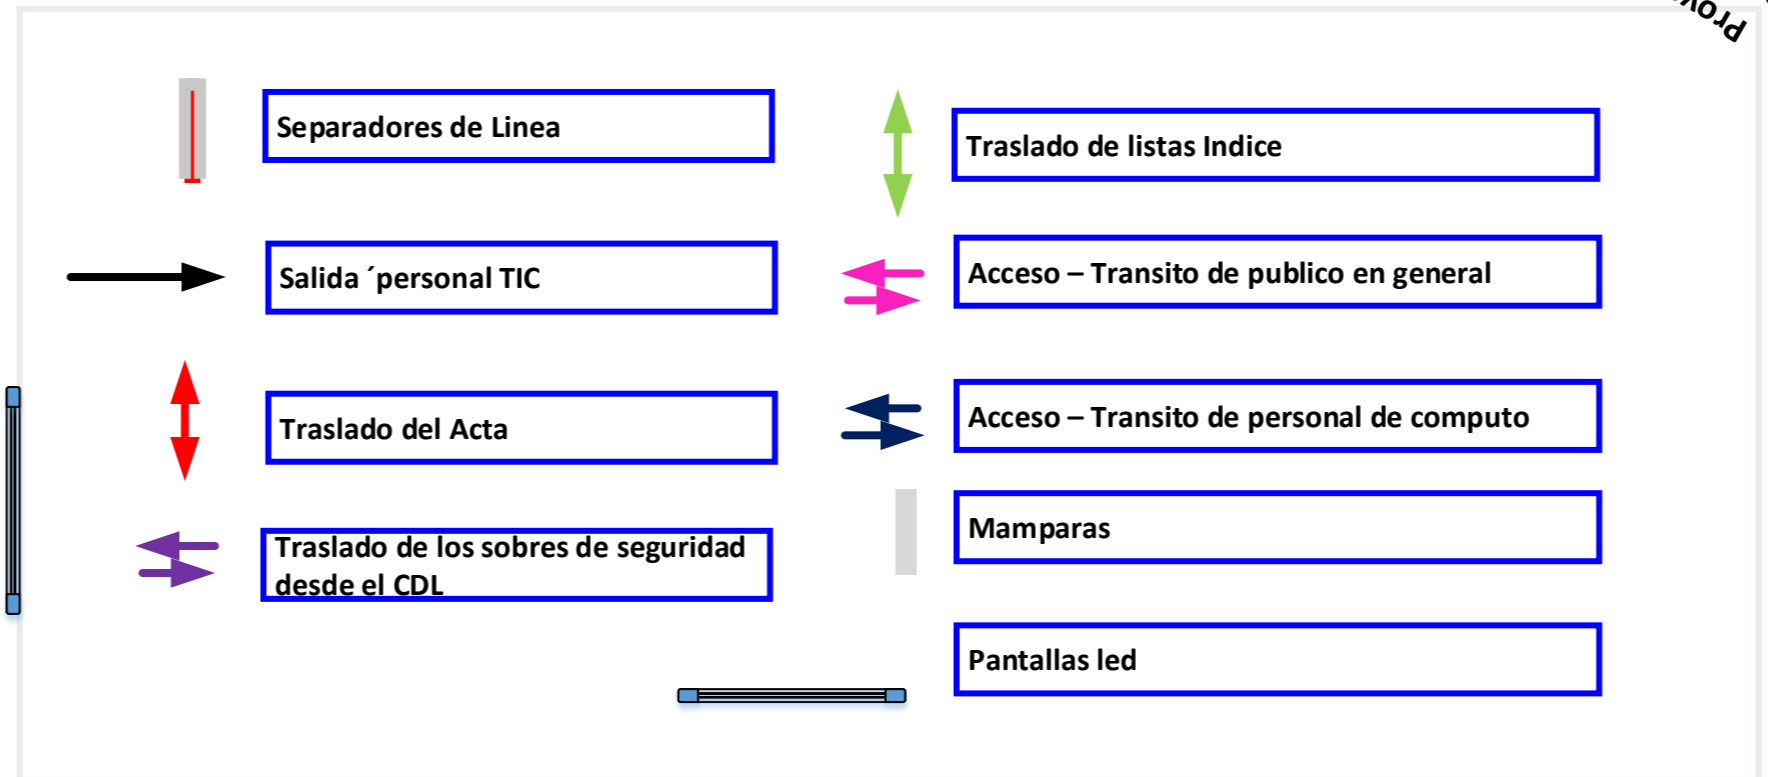 Separadores de Linea
Salida ´personal TIC
Traslado del Acta
Traslado de los sobres de seguridad
desde el CDL
Traslado de listas Indice
Acceso – Transito de publico en general
Acceso – Transito de personal de computo
Mamparas
Pantallas led